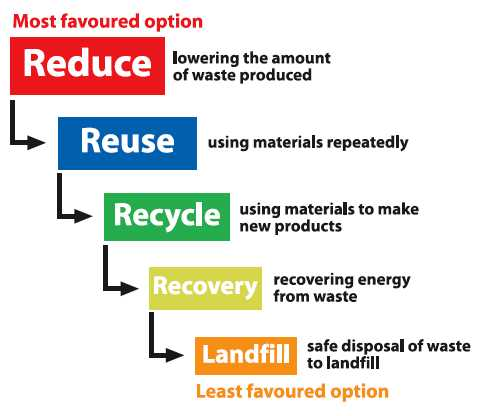 Most favoured option
Reduce
lowering the amount
of waste produced
Reuse
using materials repeatedly
Recycle
using materials to make
new products
Recovery
recovering energy
from waste
Landfill
safe disposal of waste
to landfill
Least favoured option